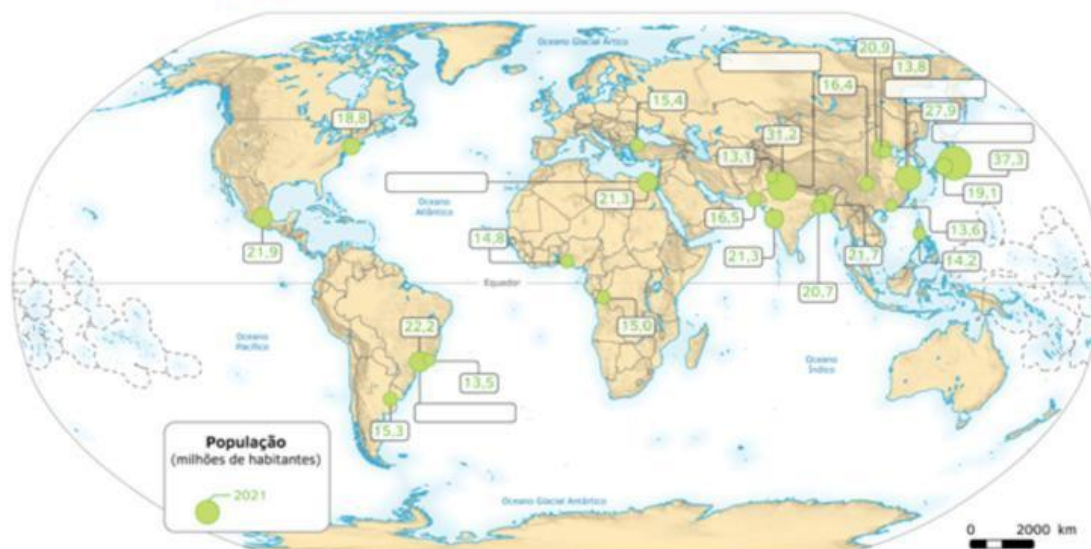 Oceano Glacial Ártico
20,9
13,8
16,4
27,9
18,8
15,4
31,2
13,1
37,3
19,1
Oceano
Atlântico
21,3
16,5
13,6
21,9
14,8
21,3
21,7
14,2
20,7
Equador
15,0
22,2
Oceano
Pacífico
Oceano
Índico
13,5
15,3
População
(milhões de habitantes)
2021
Oceano Glacial Antártico
0 2000 km